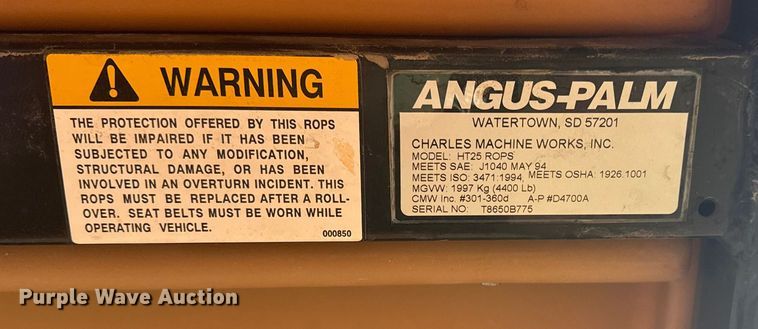 WARNING
THE PROTECTION OFFERED BY THIS ROPS
WILL BE IMPAIRED IF IT HAS BEEN
SUBJECTED TO ANY MODIFICATION,
STRUCTURAL DAMAGE, OR HAS BEEN
INVOLVED IN AN OVERTURN INCIDENT. THIS
ROPS MUST BE REPLACED AFTER A ROLL-
OVER. SEAT BELTS MUST BE WORN WHILE
OPERATING VEHICLE.
000850
ANGUS-PALM
WATERTOWN, SD 57201
CHARLES MACHINE WORKS, INC.
MODEL: HT25 ROPS
MEETS SAE: J1040 MAY 94
MEETS ISO: 3471:1994, MEETS OSHA: 1926.1001
MGVW: 1997 Kg (4400 Lb)
CMW Inc. #301-360d A-P #D4700A
SERIAL NO: T8650B775
Purple Wave Auction